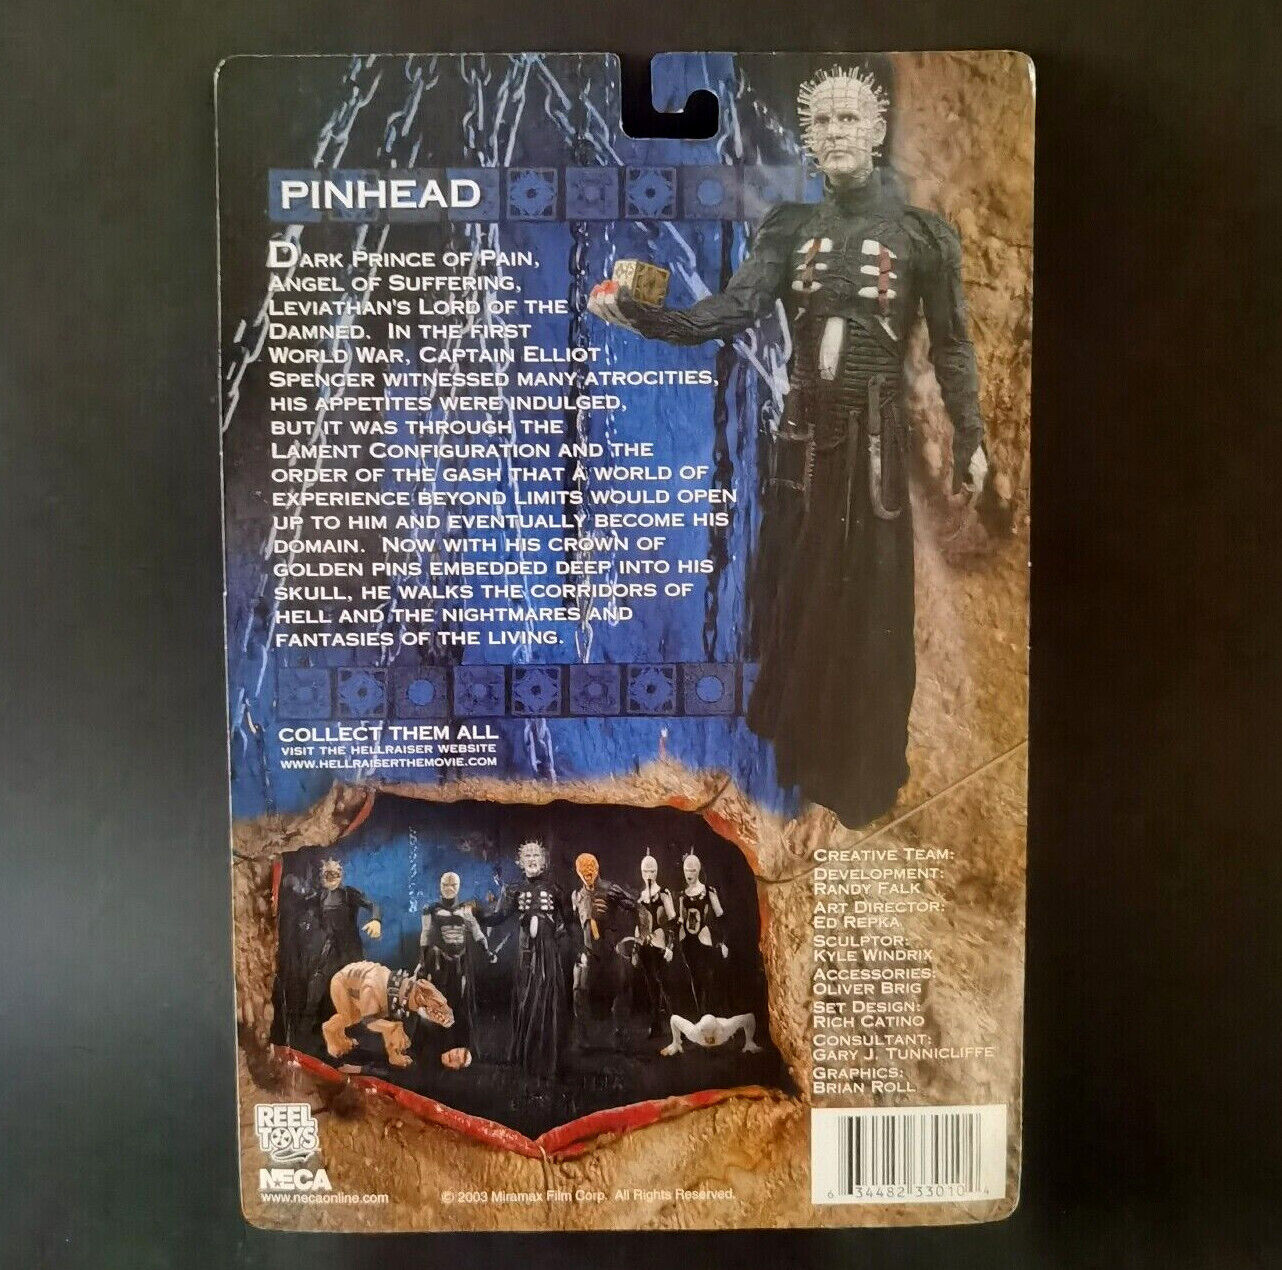 PINHEAD
DARK PRINCE OF PAIN,
ANGEL OF SUFFERING,
LEVIATHAN'S LORD OF THE
DAMNED. IN THE FIRST
WORLD WAR, CAPTAIN ELLIOT
SPENCER WITNESSED MANY ATROCITIES,
HIS APPETITES WERE INDULGED,
BUT IT WAS THROUGH THE
LAMENT CONFIGURATION AND THE
ORDER OF THE GASH THAT A WORLD OF
EXPERIENCE BEYOND LIMITS WOULD OPEN
UP TO HIM AND EVENTUALLY BECOME HIS
DOMAIN. NOW WITH HIS CROWN OF
GOLDEN PINS EMBEDDED DEEP INTO HIS
SKULL, HE WALKS THE CORRIDORS OF
HELL AND THE NIGHTMARES AND
FANTASIES OF THE LIVING.
COLLECT THEM ALL
VISIT THE HELLRAISER WEBSITE
WWW.HELLRAISERTHEMOVIE.COM
CREATIVE TEAM:
DEVELOPMENT:
RANDY FALK
ART DIRECTOR:
ED REPKA
SCULPTOR:
KYLE WINDRIX
ACCESSORIES:
OLIVER BRIG
SET DESIGN:
RICH CATINO
CONSULTANT:
GARY J. TUNNICLIFFE
GRAPHICS:
BRIAN ROLL
REEL
TOYS
NECA
www.necaonline.com
© 2003 Miramax Film Corp. All Rights Reserved.
6 34482 33010 4